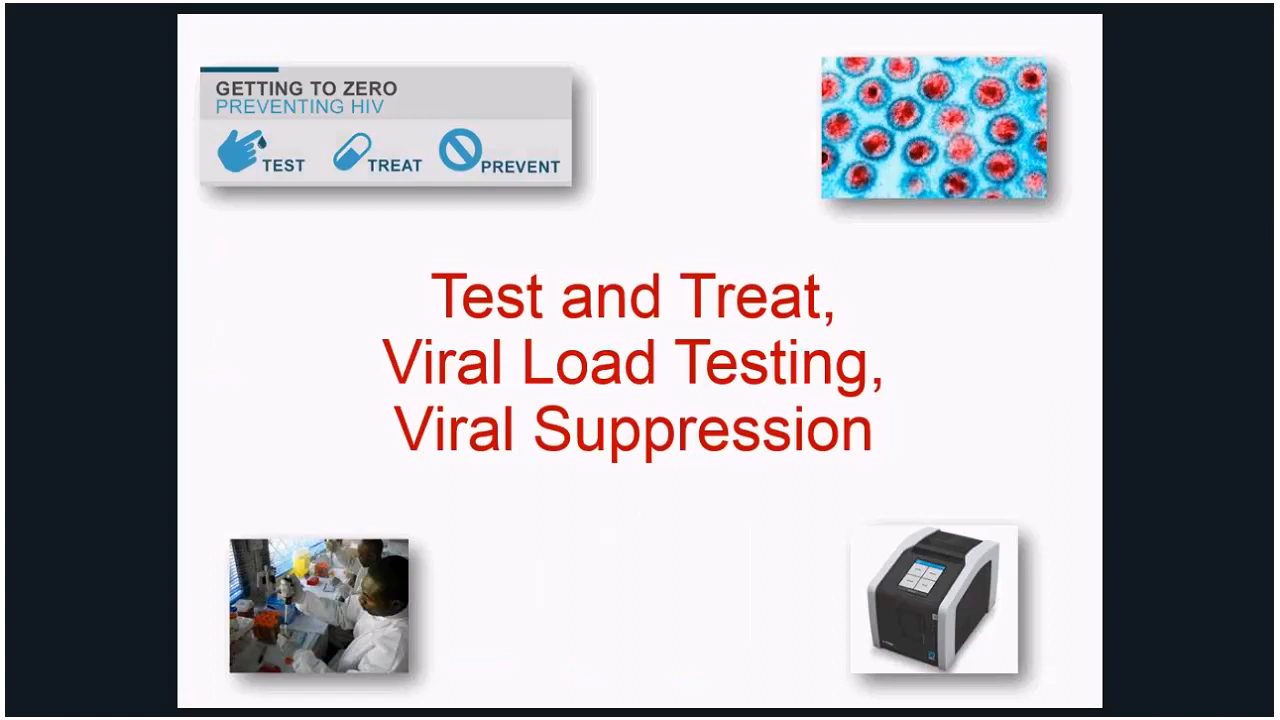 GETTING TO ZERO
PREVENTING HIV
TEST TREAT PREVENT
Test and Treat,
Viral Load Testing,
Viral Suppression